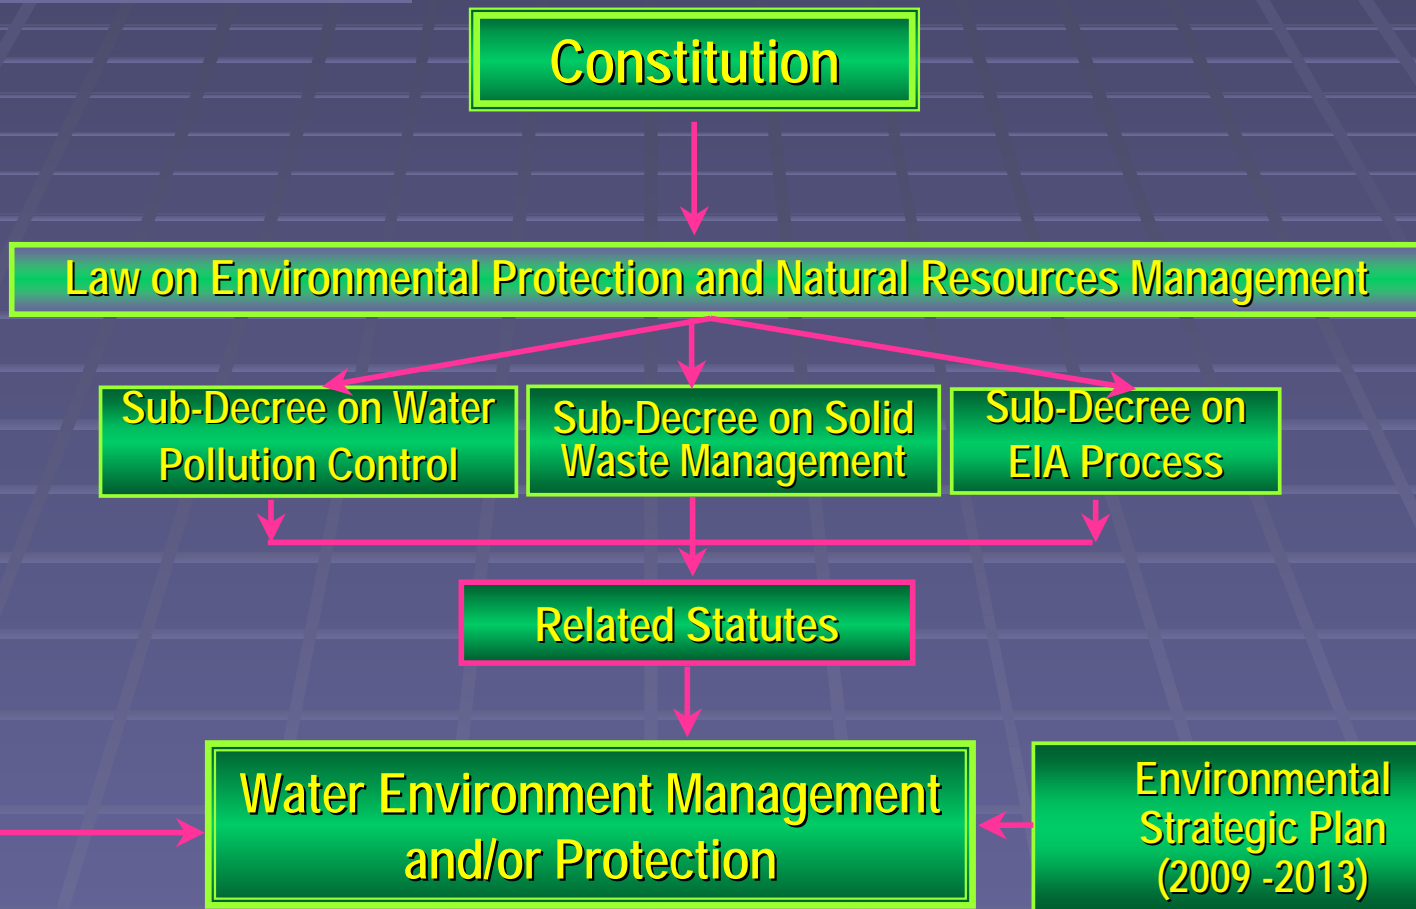 Constitution
Law on Environmental Protection and Natural Resources Management
Sub-Decree on Water
Pollution Control
Sub-Decree on Solid
Waste Management
Sub-Decree on
EIA Process
Related Statutes
Water Environment Management
and/or Protection
Environmental
Strategic Plan
(2009 -2013)